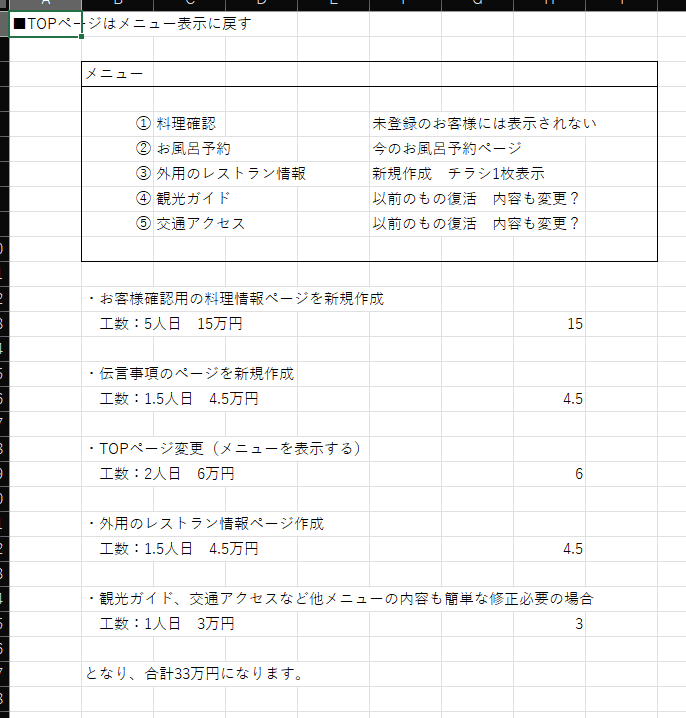 ■TOPページはメニュー表示に戻す
メニュー
① 料理確認 未登録のお客様には表示されない
② お風呂予約 今のお風呂予約ページ
③ 外用のレストラン情報 新規作成　チラシ1枚表示
④ 観光ガイド 以前のもの復活　内容も変更？
⑤ 交通アクセス 以前のもの復活　内容も変更？
・お客様確認用の料理情報ページを新規作成
工数：5人日　15万円 15
・伝言事項のページを新規作成
工数：1.5人日　4.5万円 4.5
・TOPページ変更（メニューを表示する）
工数：2人日　6万円 6
・外用のレストラン情報ページ作成
工数：1.5人日　4.5万円 4.5
・観光ガイド、交通アクセスなど他メニューの内容も簡単な修正必要の場合
工数：1人日　3万円 3
となり、合計33万円になります。